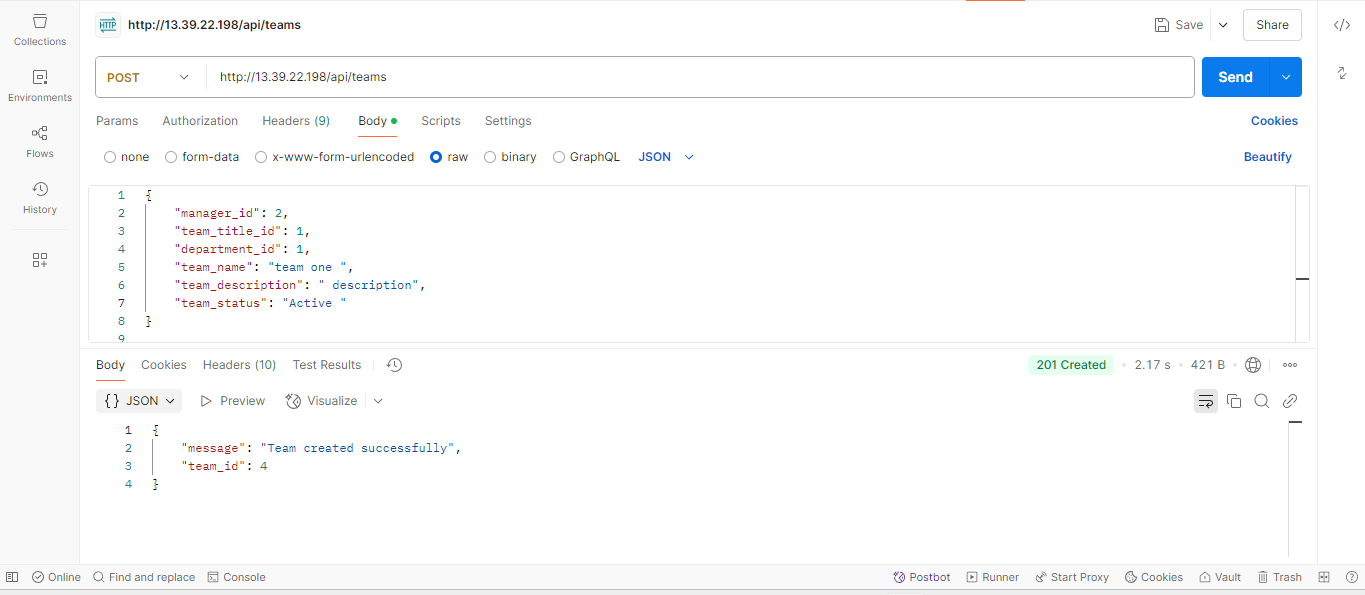 Collections
Environments
Flows
History
HTTP http://13.39.22.198/api/teams Save Share
POST http://13.39.22.198/api/teams Send
Params Authorization Headers (9) Body Scripts Settings Cookies
none form-data x-www-form-urlencoded raw binary GraphQL JSON Beautify
1 {
2 "manager_id": 2,
3 "team_title_id": 1,
4 "department_id": 1,
5 "team_name": "team one ",
6 "team_description": " description",
7 "team_status": "Active "
8 }
9
Body Cookies Headers (10) Test Results 201 Created 2.17 s 421 B
{} JSON Preview Visualize
1 {
2 "message": "Team created successfully",
3 "team_id": 4
4 }
Online Find and replace Console Postbot Runner Start Proxy Cookies Vault Trash